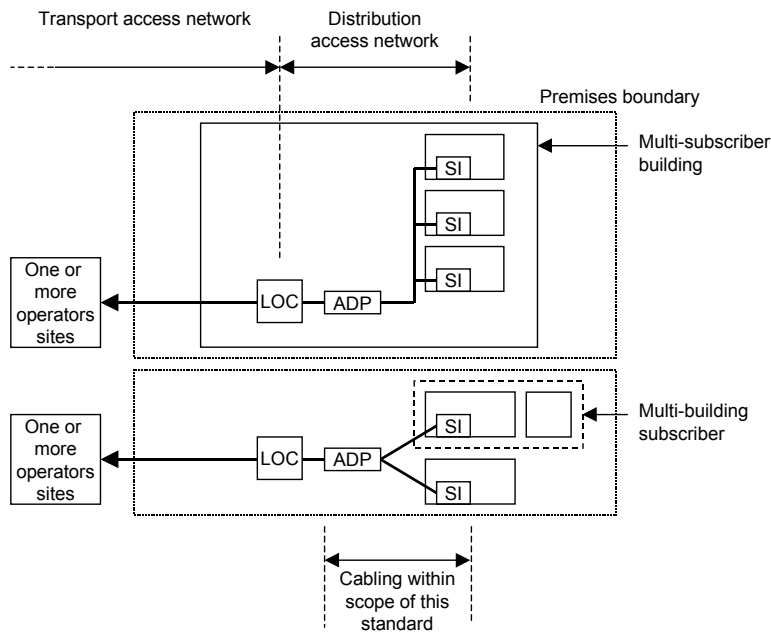 Transport access network
Distribution
access network
Premises boundary
Multi-subscriber
building
SI
SI
SI
One or
more
operators
sites
LOC
ADP
One or
more
operators
sites
LOC
ADP
SI
SI
Multi-building
subscriber
Cabling within
scope of this
standard